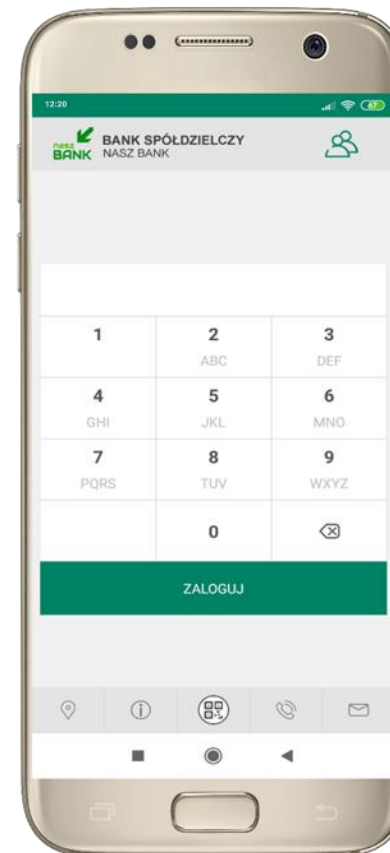 12:20
67
nasz
BANK
BANK SPÓŁDZIELCZY
NASZ BANK
1
2
3
ABC
DEF
4
5
6
GHI
JKL
MNO
7
8
9
PQRS
TUV
WXYZ
0
ZALOGUJ